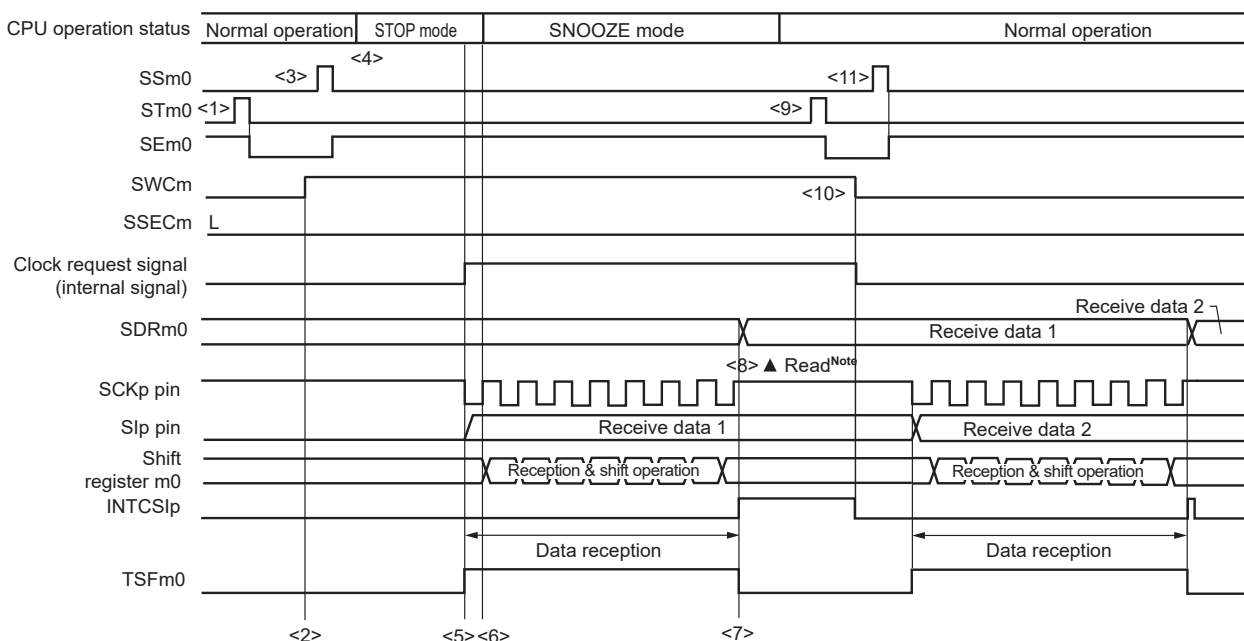 CPU operation status Normal operation STOP mode SNOOZE mode Normal operation
<4>
SSm0 <3> <11>
STm0 <1> <9>
SEm0
SWCm <10>
SSECm L
Clock request signal
(internal signal)
Receive data 2
SDRm0 Receive data 1
<8> ▲ ReadNote
SCKp pin
SIp pin Receive data 1 Receive data 2
Shift
register m0 Reception & shift operation Reception & shift operation
INTCSIp
Data reception Data reception
TSFm0
<2> <5> <6> <7>